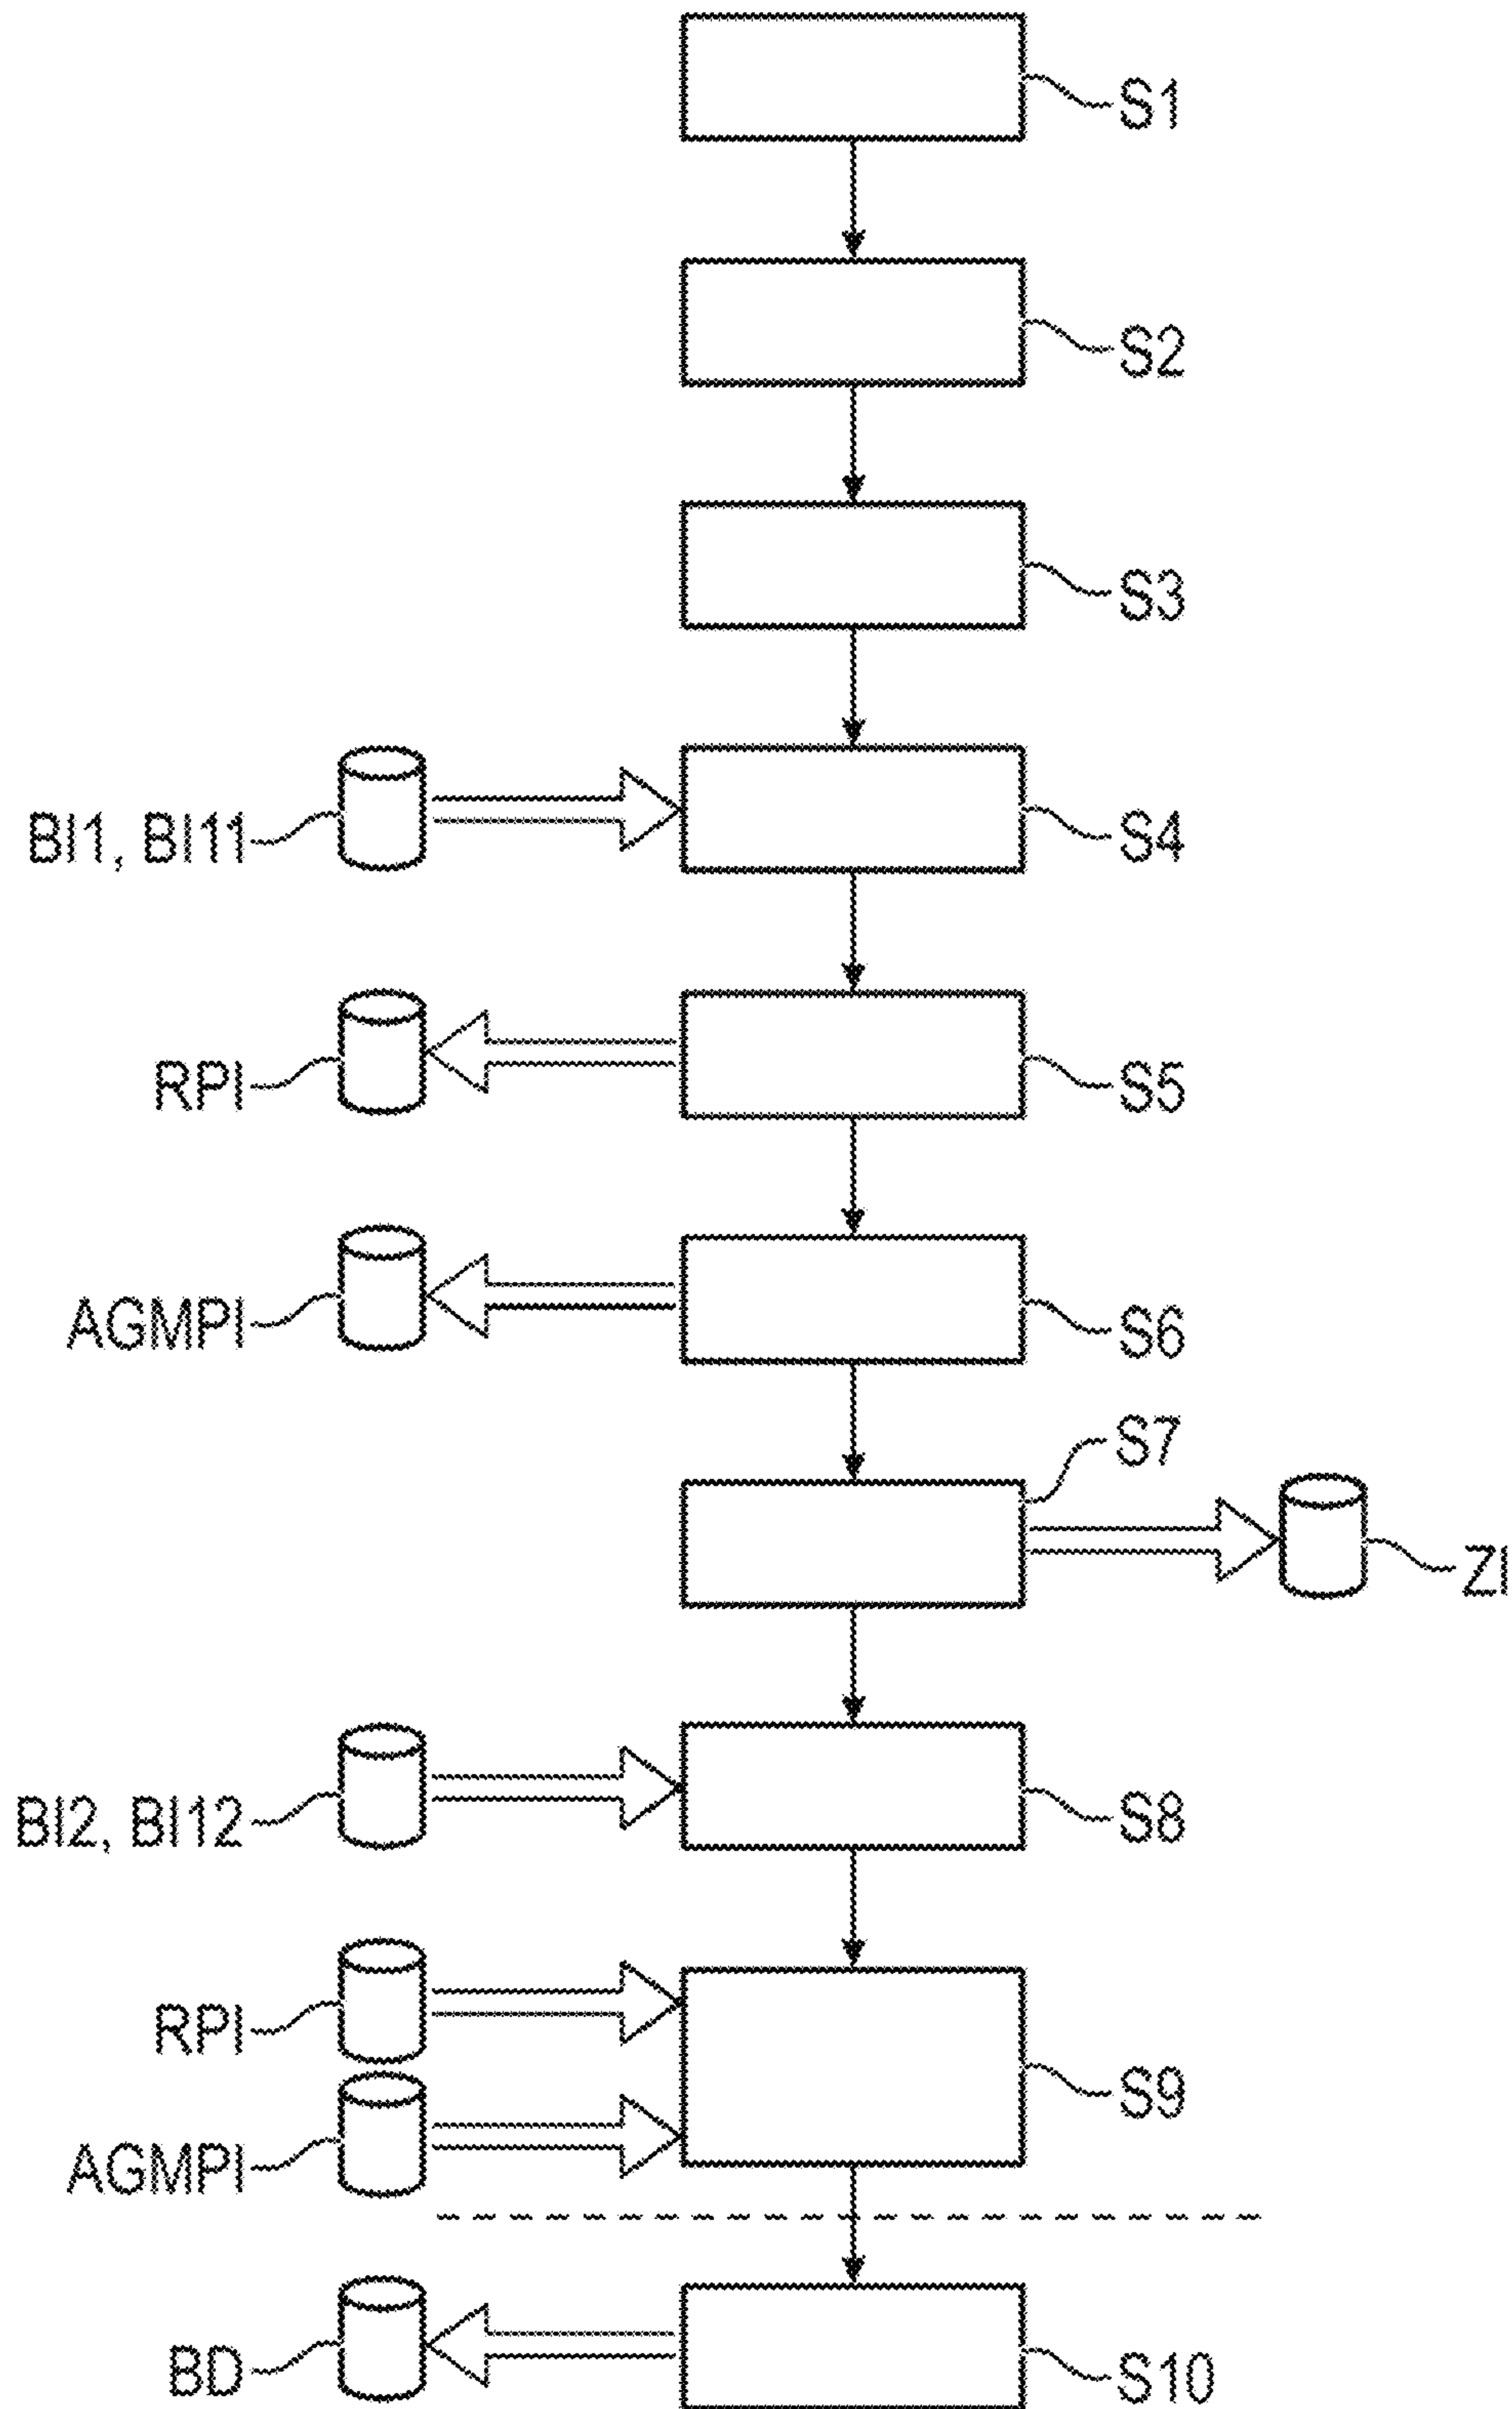 S1
S2
S3
BI1, BI11
S4
RPI
S5
AGMPI
S6
S7
ZI
BI2, BI12
S8
RPI
S9
AGMPI
BD
S10